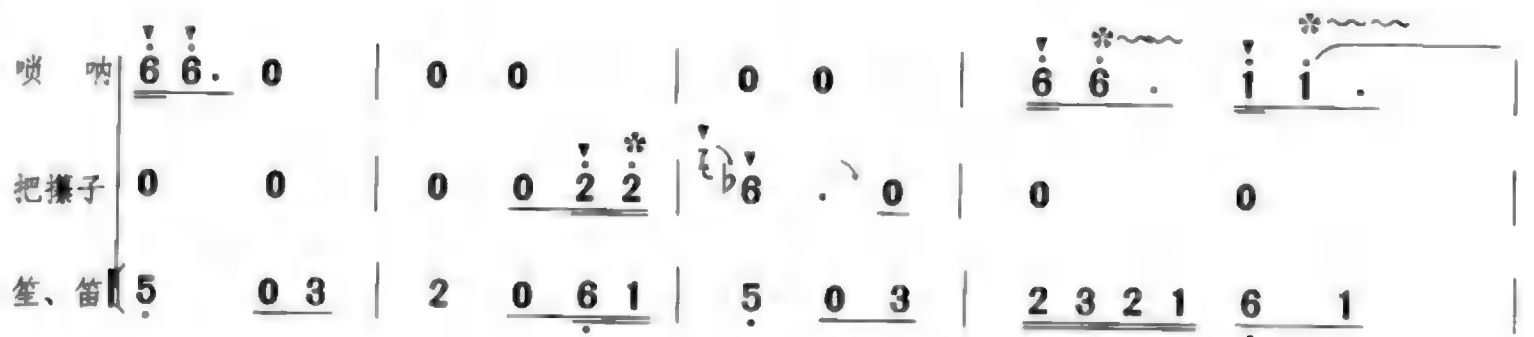 唢 呐 6 6 . 0 | 0 0 | 0 0 | 6 6 . 1 1 . |
把攥子 0 0 | 0 0 2 2 | b6 . 0 | 0 0 |
笙、笛 5 0 3 | 2 0 6 1 | 5 0 3 | 2 3 2 1 6 1 |